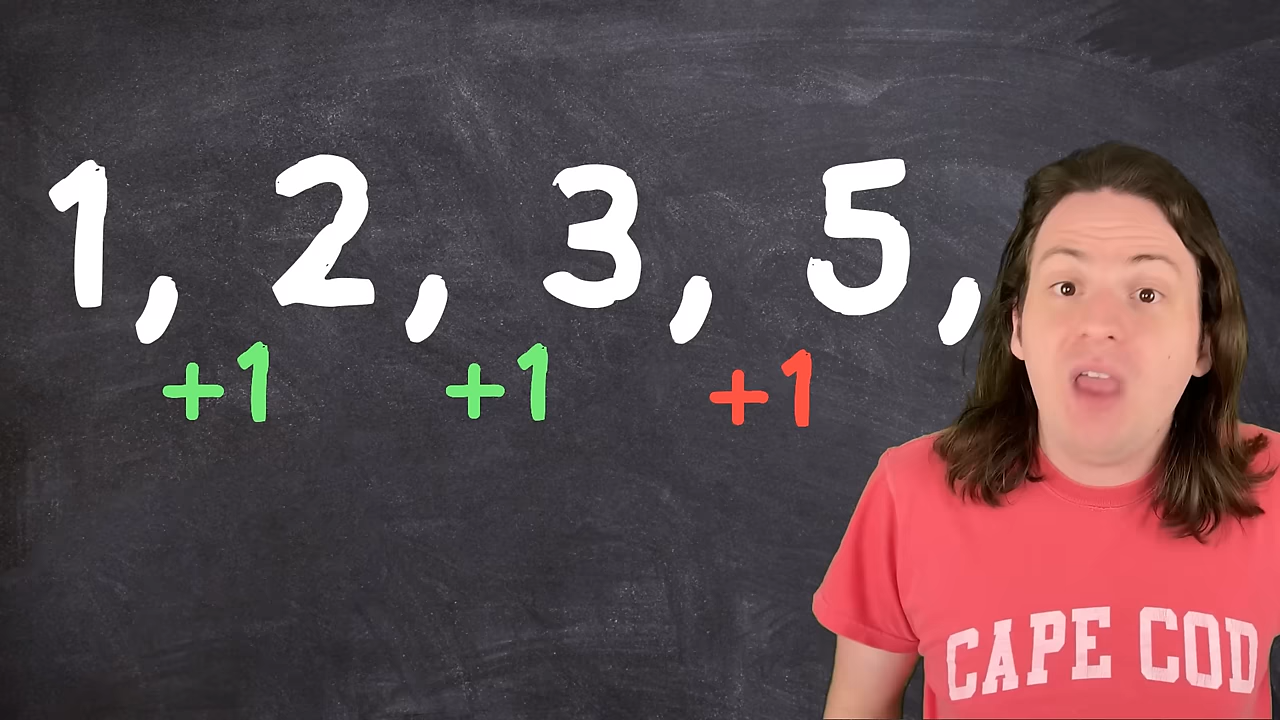 1, 2, 3, 5,
+1 +1 +1
CAPE COD